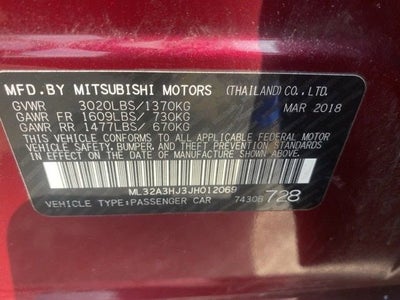 MFD.BY MITSUBISHI MOTORS (THAILAND) CO.,LTD.
GVWR 3020LBS/1370KG MAR 2018
GAWR FR 1609LBS/ 730KG
GAWR RR 1477LBS/ 670KG
THIS VEHICLE CONFORMS TO ALL APPLICABLE U.S. FEDERAL MOTOR
VEHICLE SAFETY, BUMPER, AND THEFT PREVENTION STANDARDS
IN EFFECT ON THE DATE OF MANUFACTURE SHOWN ABOVE.
ML32A3HJ3JH012069
VEHICLE TYPE:PASSENGER CAR 7430B 728